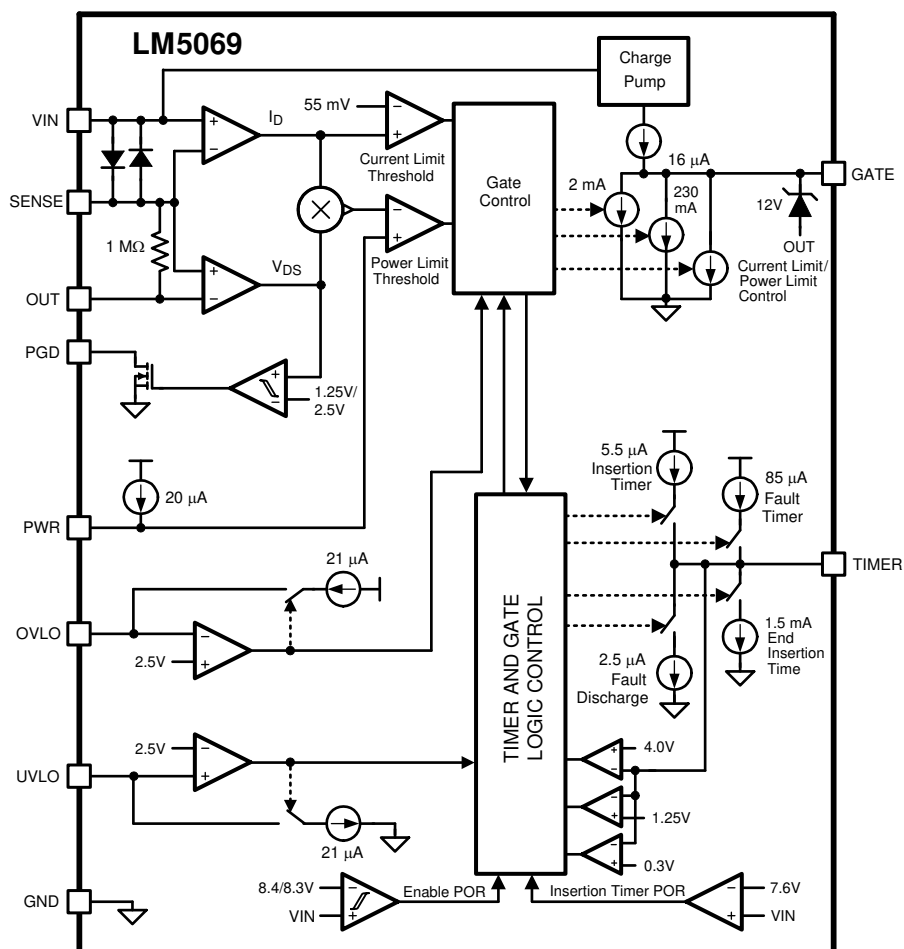 LM5069
Charge
Pump
VIN
I_D
55 mV
Current Limit
Threshold
Gate
Control
16 µA
2 mA
230
mA
GATE
12V
OUT
Current Limit/
Power Limit
Control
SENSE
1 MΩ
V_DS
Power Limit
Threshold
OUT
PGD
1.25V/
2.5V
5.5 µA
Insertion
Timer
85 µA
Fault
Timer
20 µA
PWR
TIMER
21 µA
OVLO
2.5V
TIMER AND GATE
LOGIC CONTROL
1.5 mA
End
Insertion
Time
2.5 µA
Fault
Discharge
2.5V
4.0V
UVLO
1.25V
21 µA
0.3V
GND
8.4/8.3V
VIN
Enable POR
Insertion Timer POR
7.6V
VIN